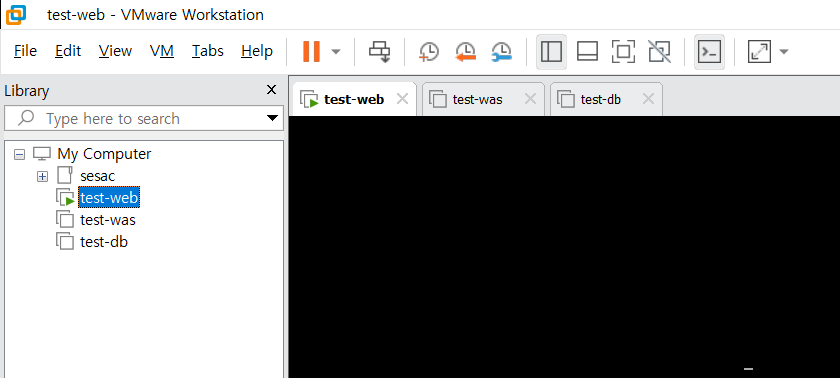 test-web - VMware Workstation
File Edit View VM Tabs Help
Library
Type here to search
My Computer
sesac
test-web
test-was
test-db
test-web test-was test-db